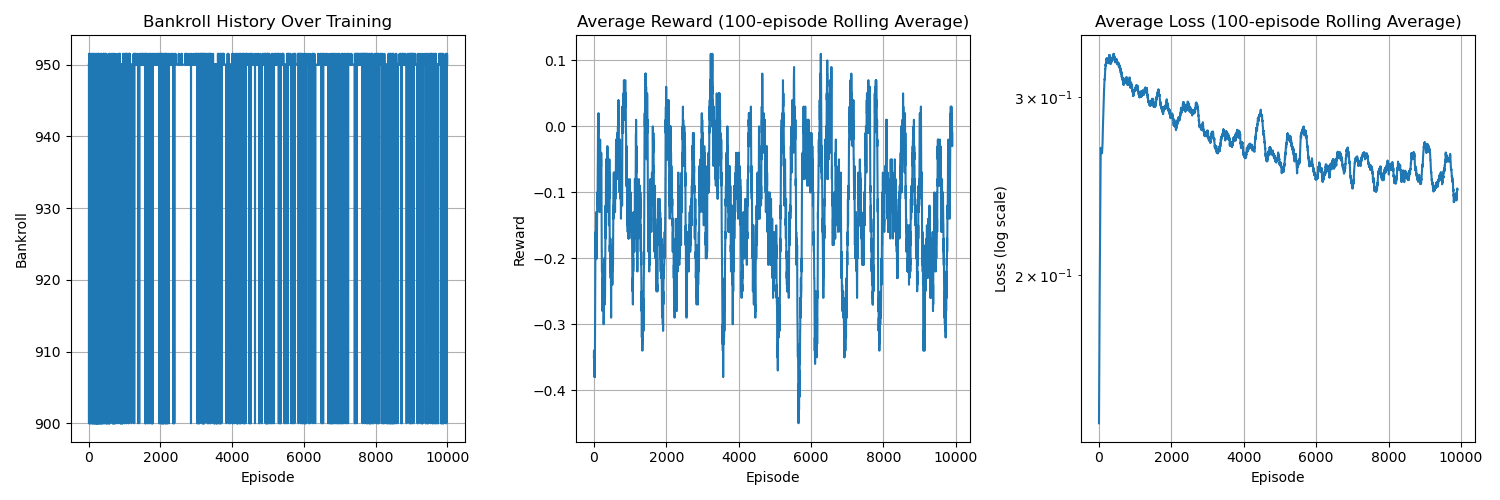 Bankroll History Over Training
950
940
930
920
910
900
Bankroll
0 2000 4000 6000 8000 10000
Episode
Average Reward (100-episode Rolling Average)
0.1
0.0
−0.1
−0.2
−0.3
−0.4
Reward
0 2000 4000 6000 8000 10000
Episode
Average Loss (100-episode Rolling Average)
3 × 10⁻¹
2 × 10⁻¹
Loss (log scale)
0 2000 4000 6000 8000 10000
Episode